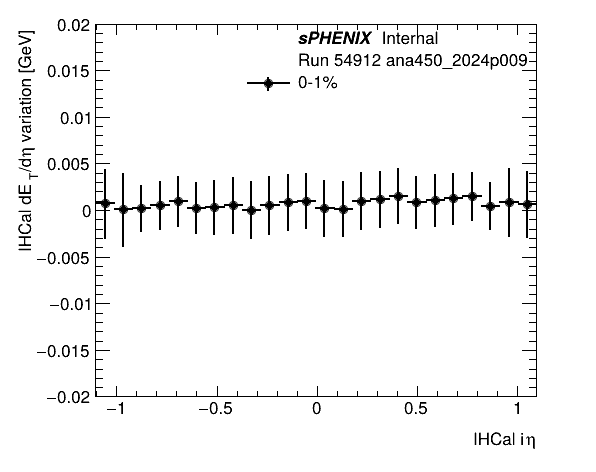 sPHENIX Internal
Run 54912 ana450_2024p009
0-1%
IHCal dE_T/dη variation [GeV]
0.02
0.015
0.01
0.005
0
−0.005
−0.01
−0.015
−0.02
−1 −0.5 0 0.5 1
IHCal iη